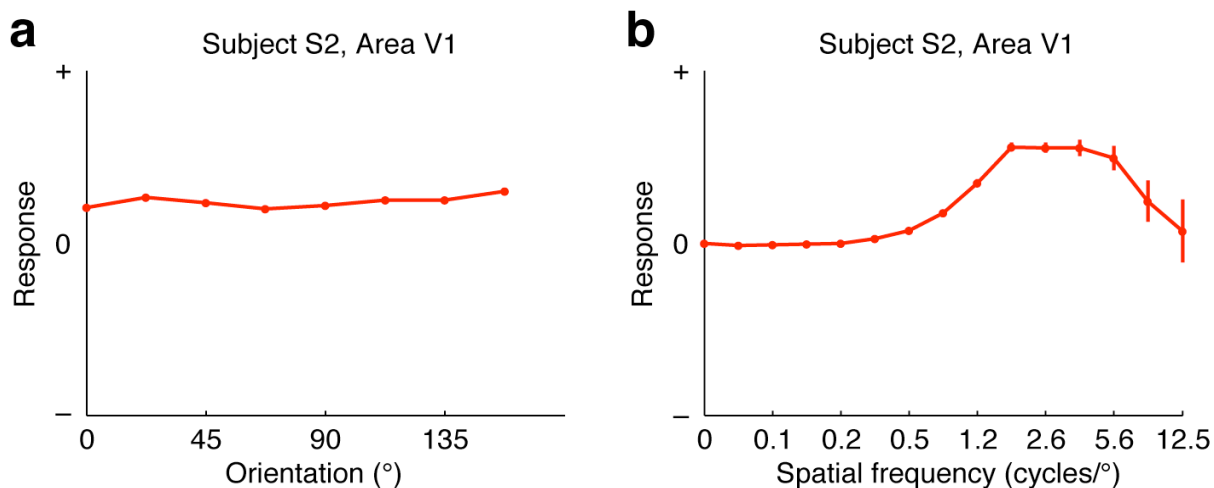 a
Subject S2, Area V1
+
0
–
Response
0 45 90 135
Orientation (°)
b
Subject S2, Area V1
+
0
–
Response
0 0.1 0.2 0.5 1.2 2.6 5.6 12.5
Spatial frequency (cycles/°)